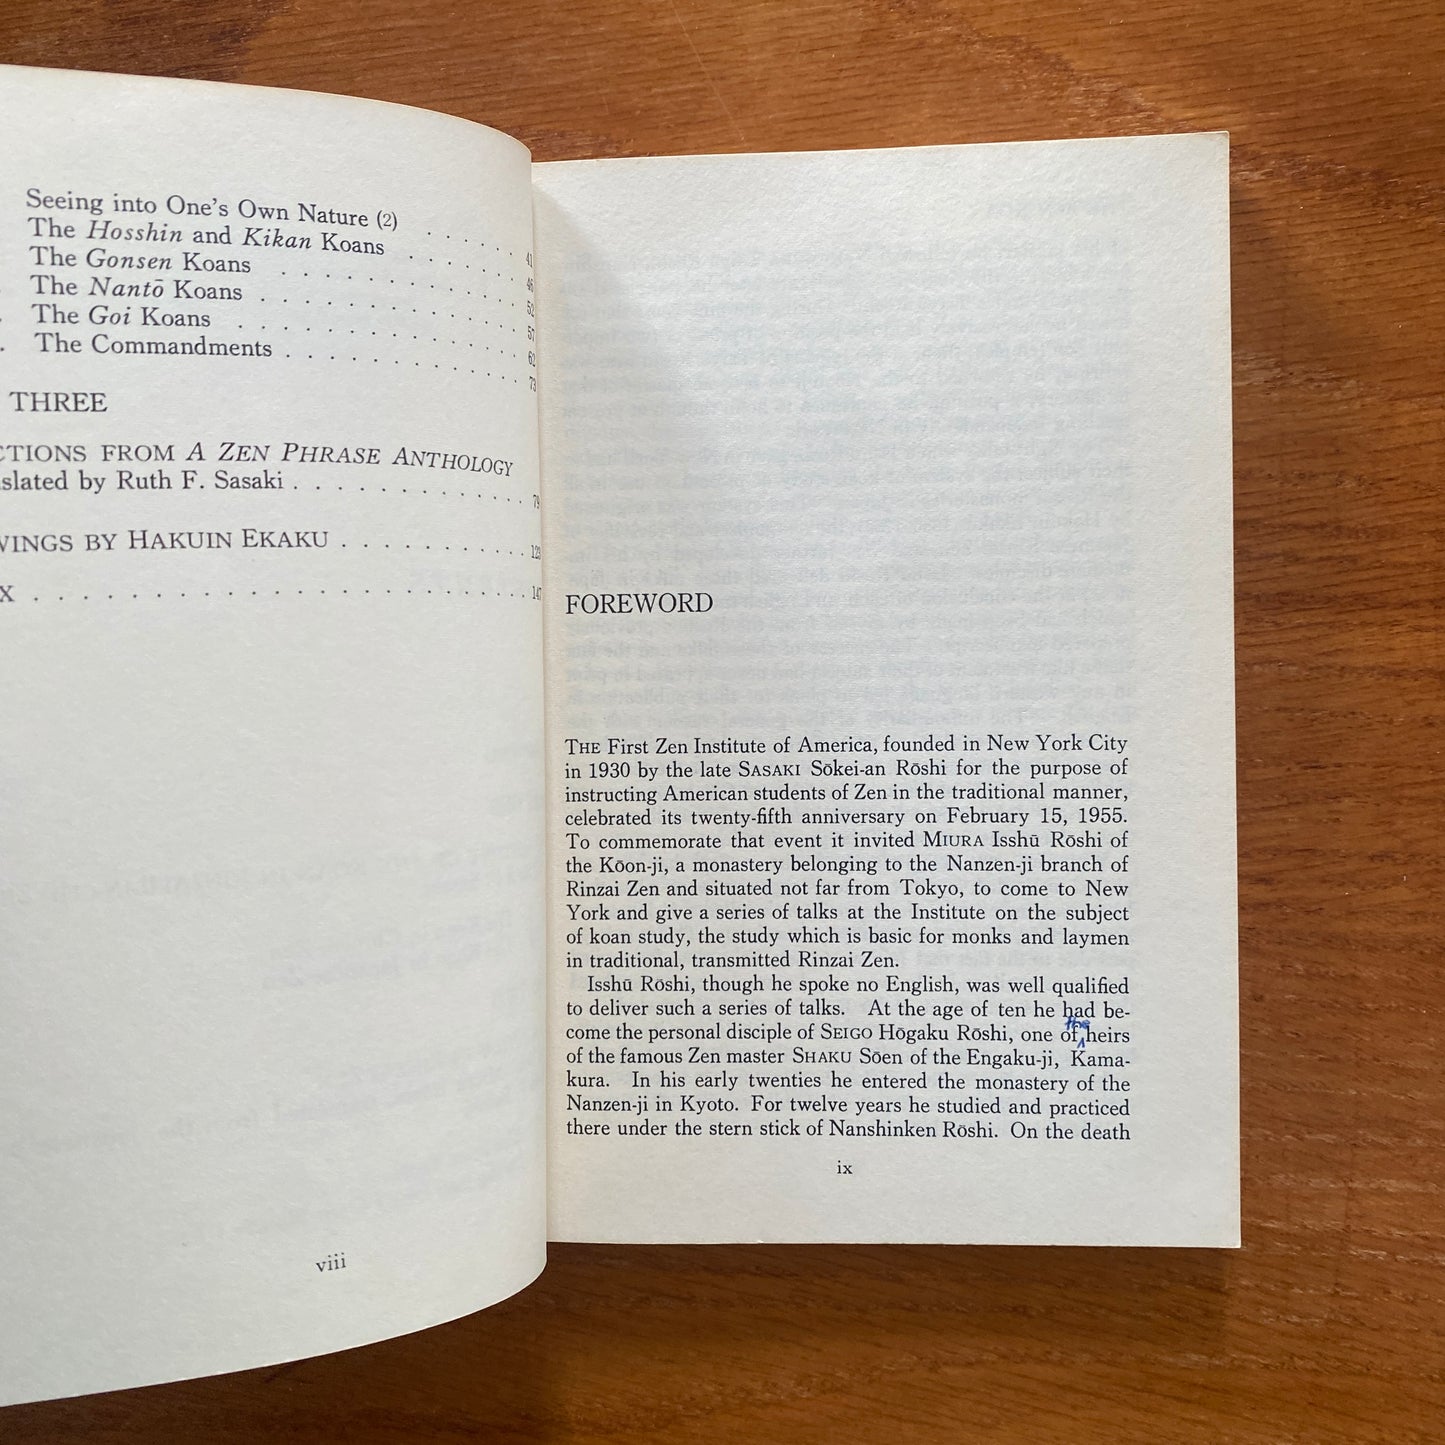 Seeing into One's Own Nature (2) . . . . 41
The Hosshin and Kikan Koans . . . . . 46
The Gonsen Koans . . . . . . . . . . 52
The Nantō Koans . . . . . . . . . . . 57
The Goi Koans . . . . . . . . . . . . 62
. The Commandments . . . . . . . . . . 73
THREE
CTIONS FROM A ZEN PHRASE ANTHOLOGY
slated by Ruth F. Sasaki . . . . . . . . . . . 79
WINGS BY HAKUIN EKAKU . . . . . . . . . 123
X . . . . . . . . . . . . . . . . . . . . . 147
viii
FOREWORD
THE First Zen Institute of America, founded in New York City
in 1930 by the late SASAKI Sōkei-an Rōshi for the purpose of
instructing American students of Zen in the traditional manner,
celebrated its twenty-fifth anniversary on February 15, 1955.
To commemorate that event it invited MIURA Isshū Rōshi of
the Kōon-ji, a monastery belonging to the Nanzen-ji branch of
Rinzai Zen and situated not far from Tokyo, to come to New
York and give a series of talks at the Institute on the subject
of koan study, the study which is basic for monks and laymen
in traditional, transmitted Rinzai Zen.
Isshū Rōshi, though he spoke no English, was well qualified
to deliver such a series of talks. At the age of ten he had be-
come the personal disciple of SEIGO Hōgaku Rōshi, one of the heirs
of the famous Zen master SHAKU Sōen of the Engaku-ji, Kama-
kura. In his early twenties he entered the monastery of the
Nanzen-ji in Kyoto. For twelve years he studied and practiced
there under the stern stick of Nanshinken Rōshi. On the death
ix